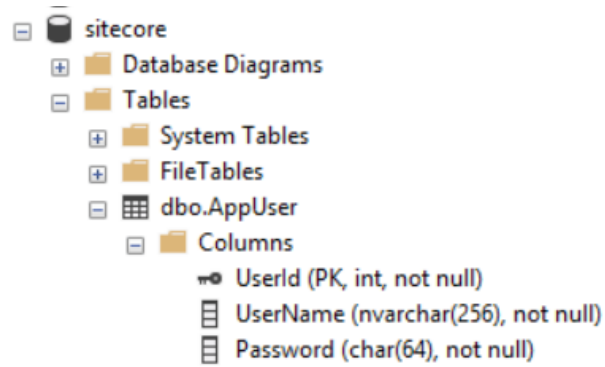 sitecore
Database Diagrams
Tables
System Tables
FileTables
dbo.AppUser
Columns
UserId (PK, int, not null)
UserName (nvarchar(256), not null)
Password (char(64), not null)